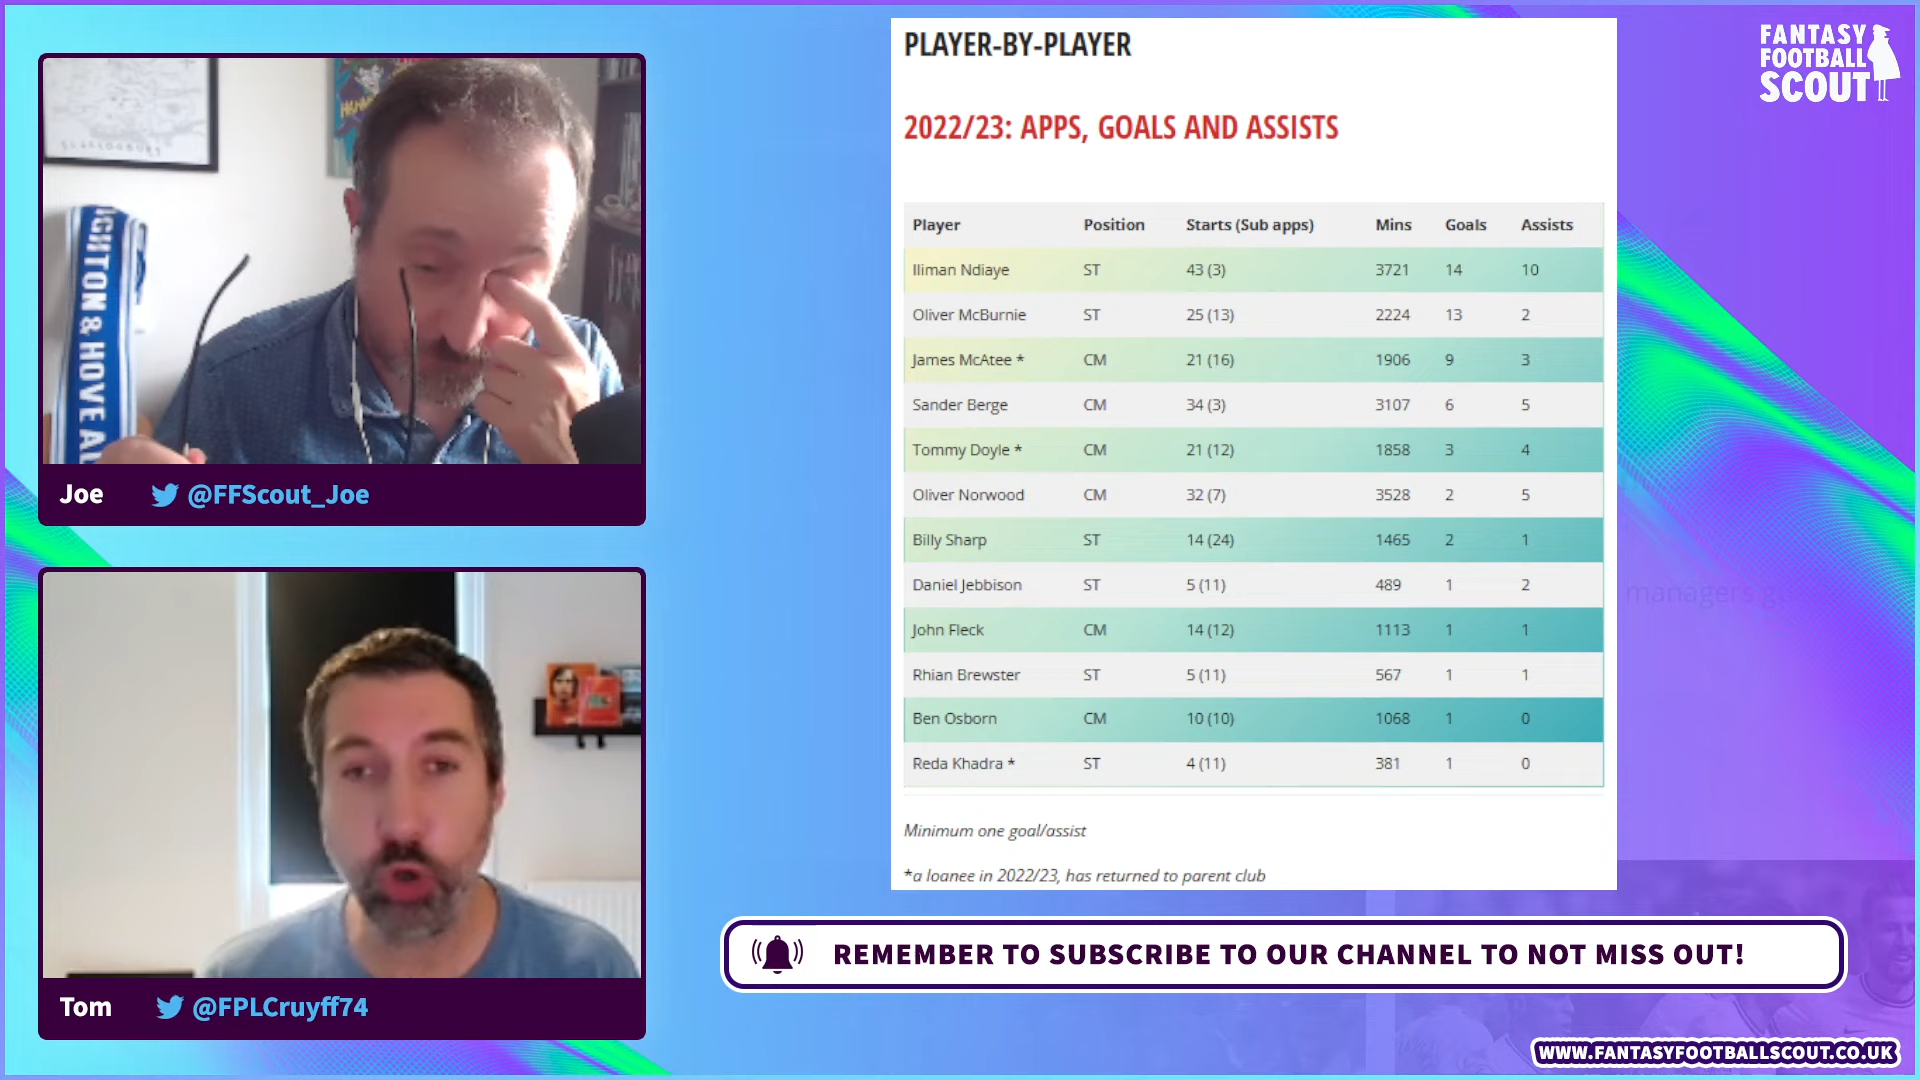 GHTON & HOVE AL
Joe
@FFScout_Joe
Tom
@FPLCruyff74
PLAYER-BY-PLAYER
2022/23: APPS, GOALS AND ASSISTS
Player Position Starts (Sub apps) Mins Goals Assists
Iliman Ndiaye ST 43 (3) 3721 14 10
Oliver McBurnie ST 25 (13) 2224 13 2
James McAtee * CM 21 (16) 1906 9 3
Sander Berge CM 34 (3) 3107 6 5
Tommy Doyle * CM 21 (12) 1858 3 4
Oliver Norwood CM 32 (7) 3528 2 5
Billy Sharp ST 14 (24) 1465 2 1
Daniel Jebbison ST 5 (11) 489 1 2
John Fleck CM 14 (12) 1113 1 1
Rhian Brewster ST 5 (11) 567 1 1
Ben Osborn CM 10 (10) 1068 1 0
Reda Khadra * ST 4 (11) 381 1 0
Minimum one goal/assist
*a loanee in 2022/23, has returned to parent club
FANTASY
FOOTBALL
SCOUT
managers
REMEMBER TO SUBSCRIBE TO OUR CHANNEL TO NOT MISS OUT!
WWW.FANTASYFOOTBALLSCOUT.CO.UK